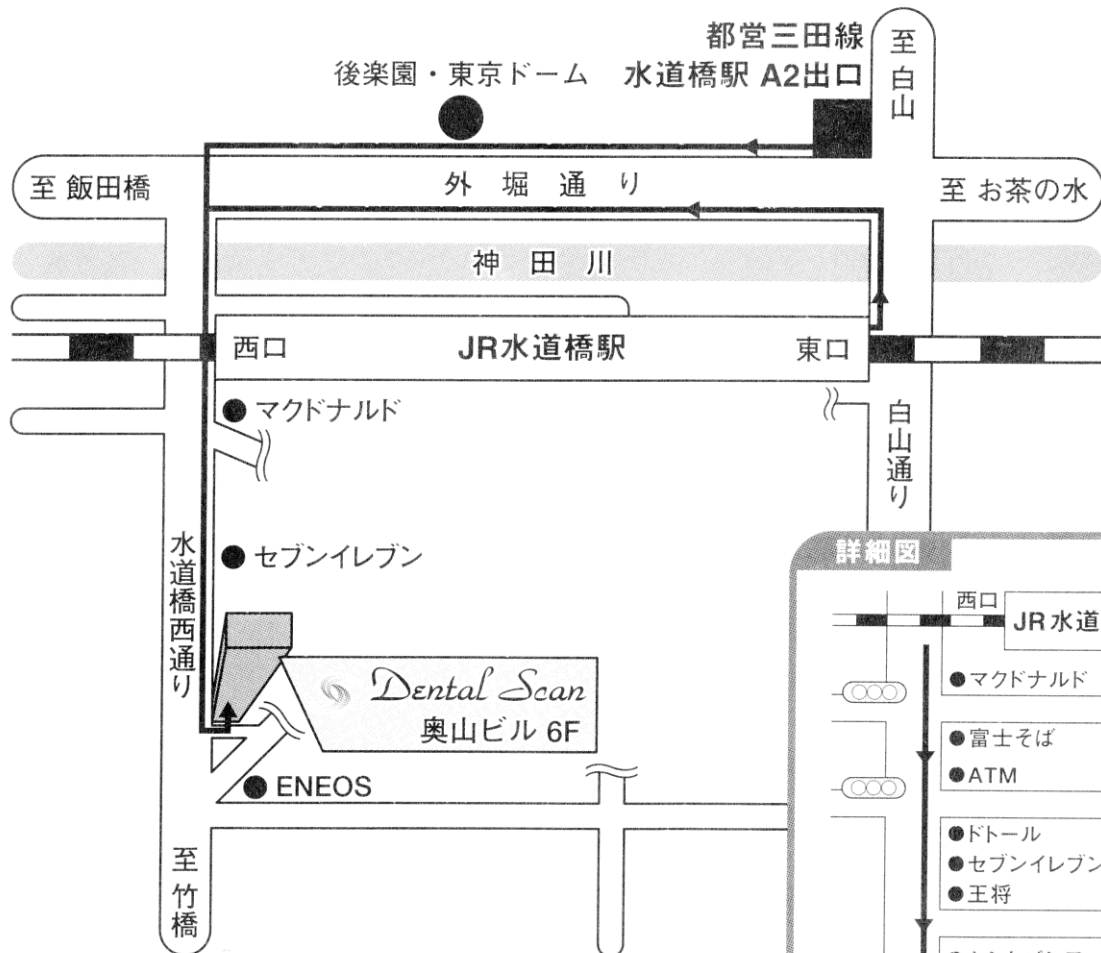 都営三田線
水道橋駅 A2出口
至白山
後楽園・東京ドーム
至 飯田橋
外堀通り
至 お茶の水
神田川
西口
JR水道橋駅
東口
マクドナルド
白山通り
セブンイレブン
水道橋西通り
Dental Scan
奥山ビル 6F
ENEOS
至竹橋
詳細図
西口
JR水道
マクドナルド
富士そば
ATM
ドトール
セブンイレブン
王将